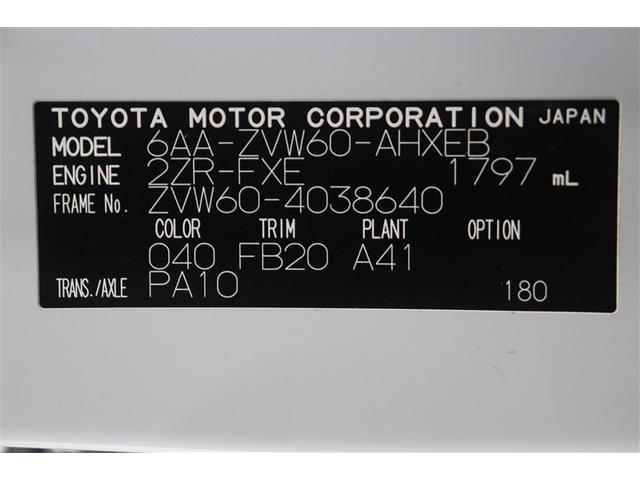 TOYOTA MOTOR CORPORATION JAPAN
MODEL 6AA-ZVW60-AHXEB
ENGINE 2ZR-FXE 1797 mL
FRAME No. ZVW60-4038640
COLOR TRIM PLANT OPTION
040 FB20 A41
TRANS./AXLE PA10 180